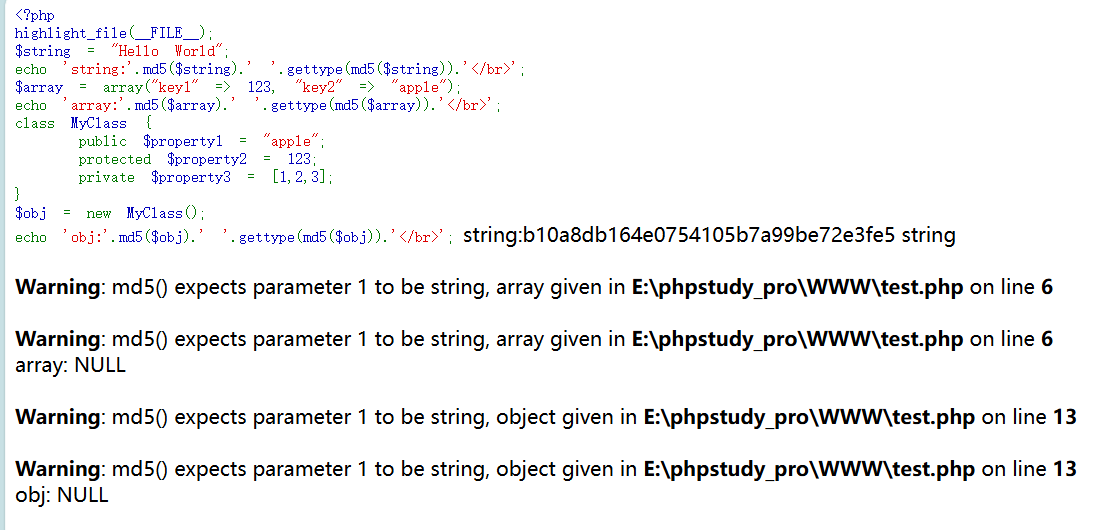 <?php
highlight_file(__FILE__);
$string = "Hello World";
echo 'string:'.md5($string).' '.gettype(md5($string)).'</br>';
$array = array("key1" => 123, "key2" => "apple");
echo 'array:'.md5($array).' '.gettype(md5($array)).'</br>';
class MyClass {
public $property1 = "apple";
protected $property2 = 123;
private $property3 = [1,2,3];
}
$obj = new MyClass();
echo 'obj:'.md5($obj).' '.gettype(md5($obj)).'</br>'; string:b10a8db164e0754105b7a99be72e3fe5 string
Warning: md5() expects parameter 1 to be string, array given in E:\phpstudy_pro\WWW\test.php on line 6
Warning: md5() expects parameter 1 to be string, array given in E:\phpstudy_pro\WWW\test.php on line 6
array: NULL
Warning: md5() expects parameter 1 to be string, object given in E:\phpstudy_pro\WWW\test.php on line 13
Warning: md5() expects parameter 1 to be string, object given in E:\phpstudy_pro\WWW\test.php on line 13
obj: NULL